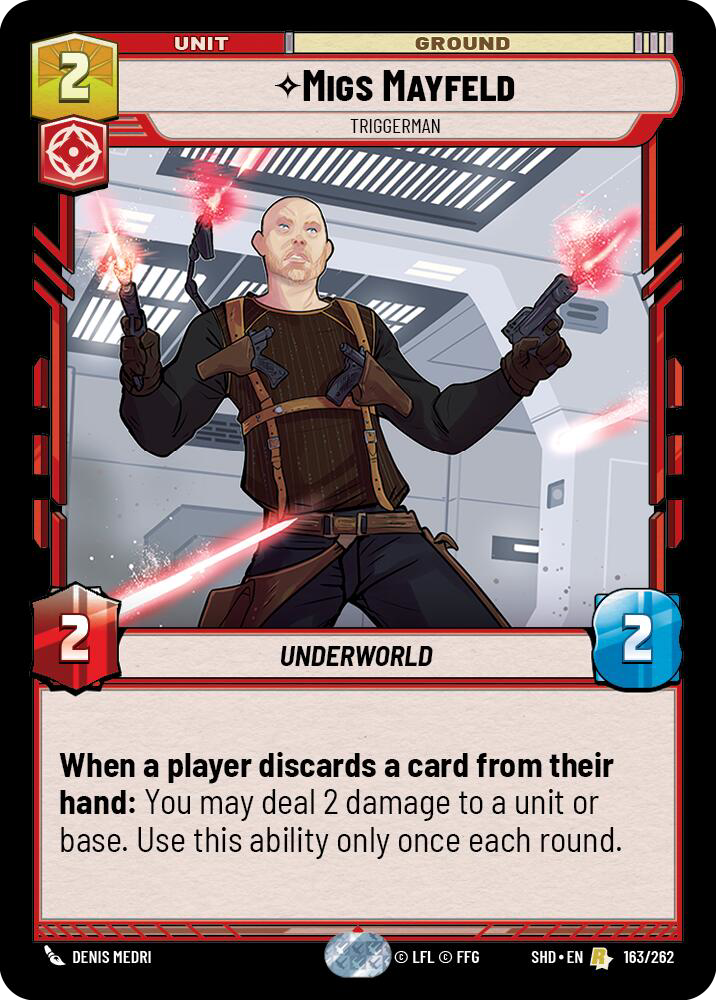 UNIT
GROUND
2
✧MIGS MAYFELD
TRIGGERMAN
2
UNDERWORLD
2
When a player discards a card from their
hand: You may deal 2 damage to a unit or
base. Use this ability only once each round.
DENIS MEDRI
© LFL © FFG
SHD • EN R 163/262